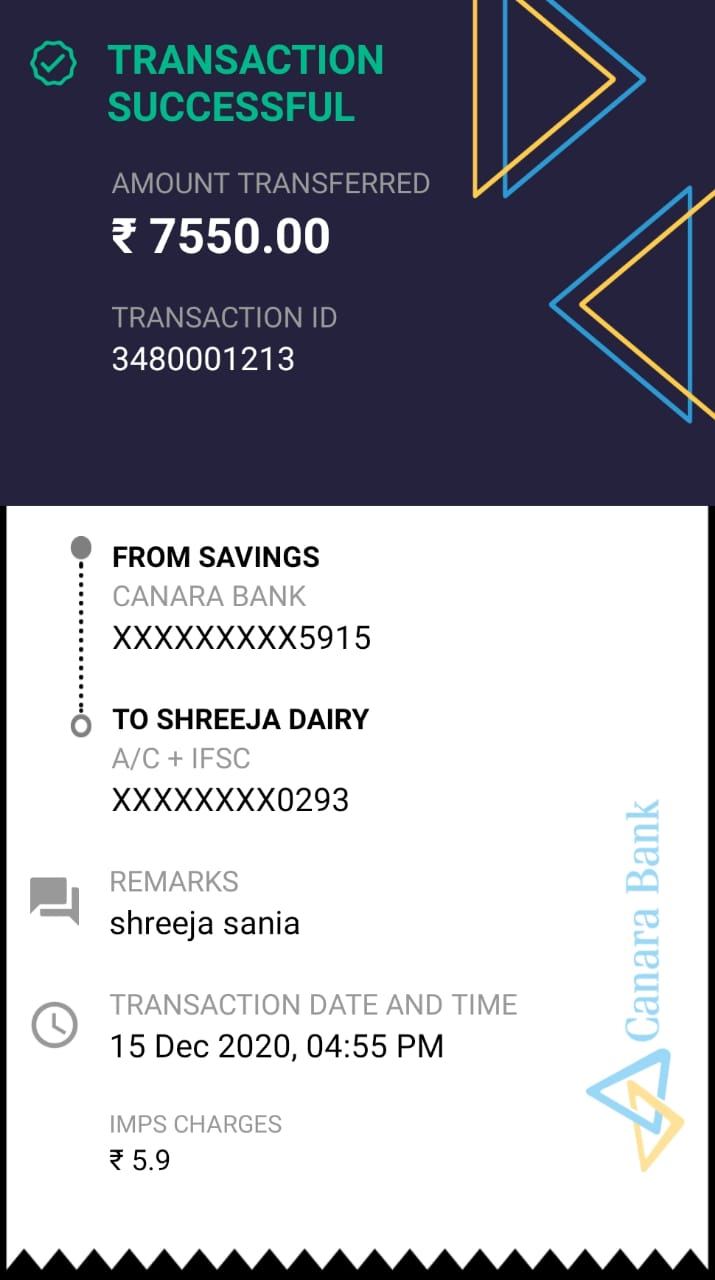 TRANSACTION
SUCCESSFUL
AMOUNT TRANSFERRED
₹ 7550.00
TRANSACTION ID
3480001213
FROM SAVINGS
CANARA BANK
XXXXXXXXX5915
TO SHREEJA DAIRY
A/C + IFSC
XXXXXXXX0293
REMARKS
shreeja sania
TRANSACTION DATE AND TIME
15 Dec 2020, 04:55 PM
IMPS CHARGES
₹ 5.9
Canara Bank